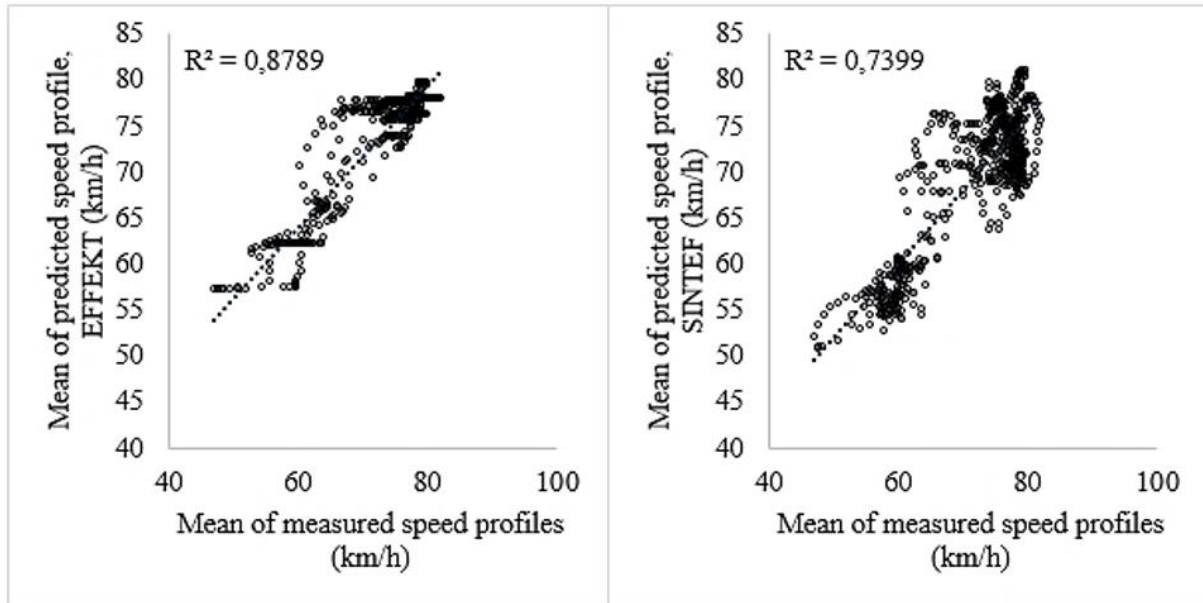 Mean of predicted speed profile,
EFFEKT (km/h)
85
80
75
70
65
60
55
50
45
40
R² = 0,8789
40 60 80 100
Mean of measured speed profiles
(km/h)
Mean of predicted speed profile,
SINTEF (km/h)
85
80
75
70
65
60
55
50
45
40
R² = 0,7399
40 60 80 100
Mean of measured speed profiles
(km/h)